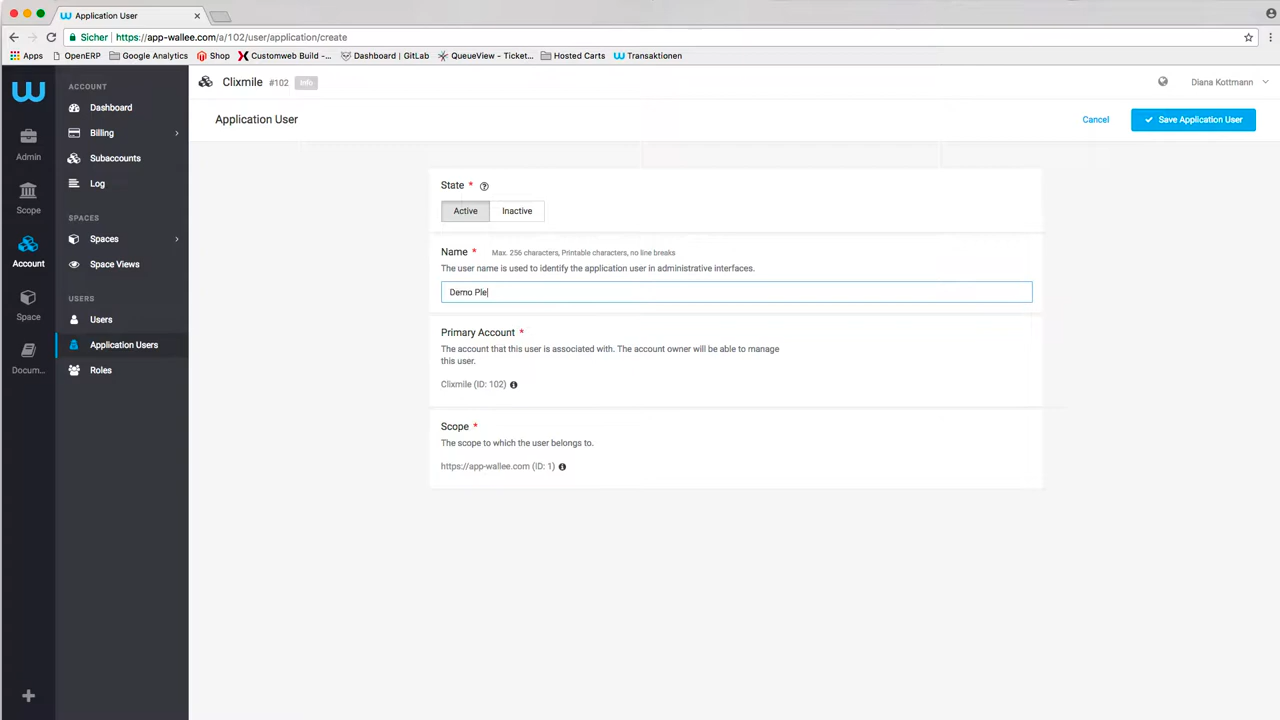 Application User
Sicher https://app-wallee.com/a/102/user/application/create
Apps OpenERP Google Analytics Shop Customweb Build -... Dashboard | GitLab QueueView - Ticket... Hosted Carts Transaktionen
ACCOUNT
Dashboard
Billing
Subaccounts
Log
SPACES
Spaces
Space Views
USERS
Users
Application Users
Roles
Admin
Scope
Account
Space
Docum...
Clixmile #102 Info
Diana Kottmann
Application User
Cancel
Save Application User
State *
Active Inactive
Name * Max. 256 characters, Printable characters, no line breaks
The user name is used to identify the application user in administrative interfaces.
Demo Ple
Primary Account *
The account that this user is associated with. The account owner will be able to manage
this user.
Clixmile (ID: 102)
Scope *
The scope to which the user belongs to.
https://app-wallee.com (ID: 1)